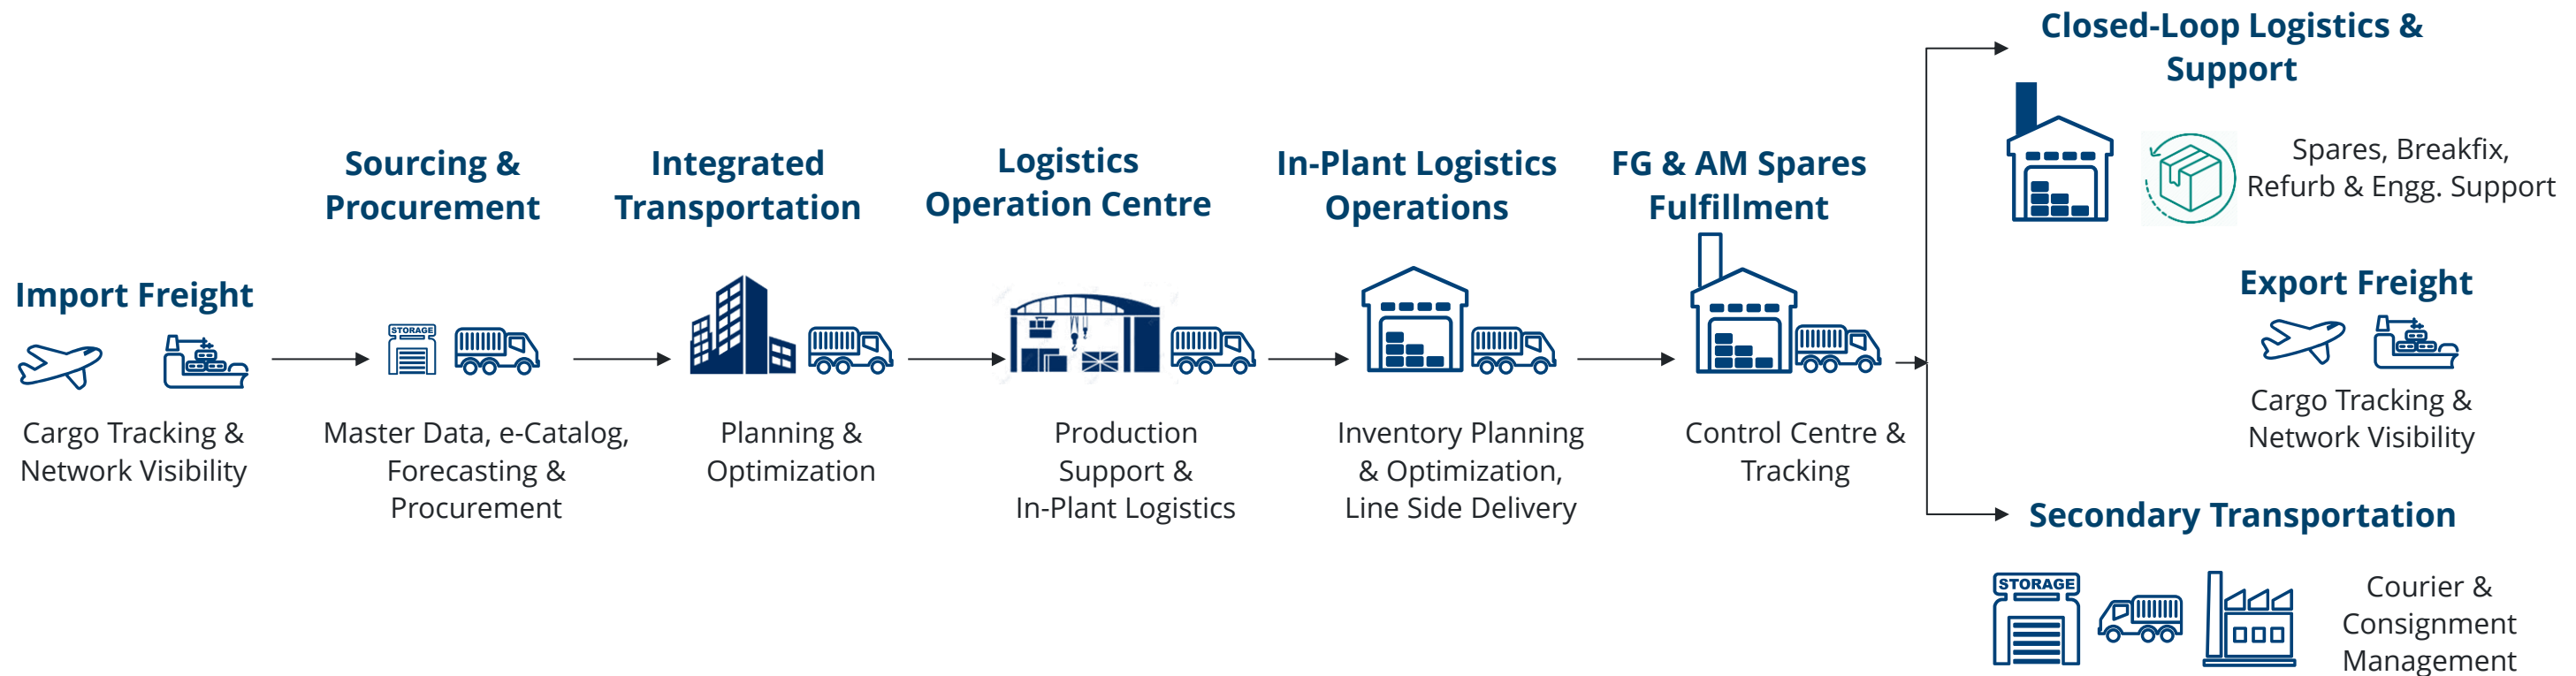 Import Freight
Cargo Tracking &
Network Visibility
Sourcing &
Procurement
STORAGE
Master Data, e-Catalog,
Forecasting &
Procurement
Integrated
Transportation
Planning &
Optimization
Logistics
Operation Centre
Production
Support &
In-Plant Logistics
In-Plant Logistics
Operations
Inventory Planning
& Optimization,
Line Side Delivery
FG & AM Spares
Fulfillment
Control Centre &
Tracking
Closed-Loop Logistics &
Support
Spares, Breakfix,
Refurb & Engg. Support
Export Freight
Cargo Tracking &
Network Visibility
Secondary Transportation
STORAGE
Courier &
Consignment
Management